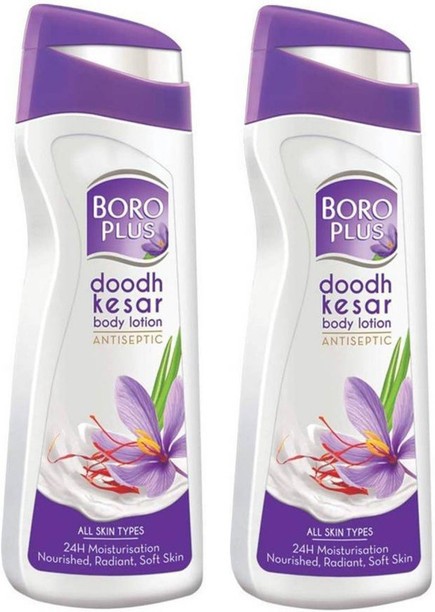 BORO
PLUS
doodh
kesar
body lotion
ANTISEPTIC
ALL SKIN TYPES
24H Moisturisation
Nourished, Radiant, Soft Skin
BORO
PLUS
doodh
kesar
body lotion
ANTISEPTIC
ALL SKIN TYPES
24H Moisturisation
Nourished, Radiant, Soft Skin